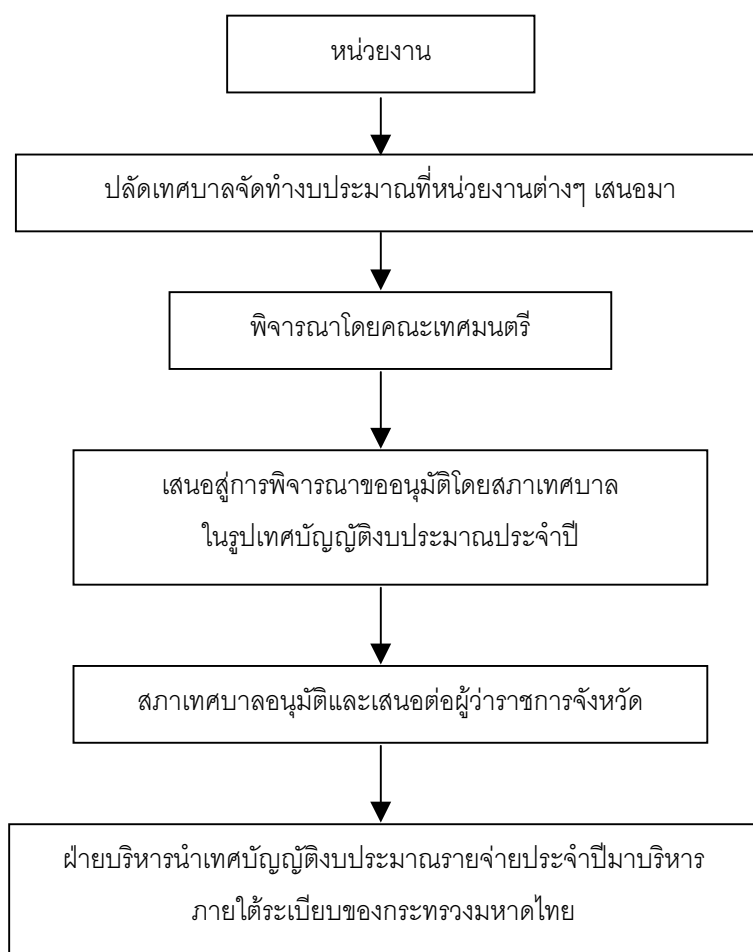 หน่วยงาน
ปลัดเทศบาลจัดทำงบประมาณที่หน่วยงานต่างๆ เสนอมา
พิจารณาโดยคณะเทศมนตรี
เสนอสู่การพิจารณาขออนุมัติโดยสภาเทศบาล
ในรูปเทศบัญญัติงบประมาณประจำปี
สภาเทศบาลอนุมัติและเสนอต่อผู้ว่าราชการจังหวัด
ฝ่ายบริหารนำเทศบัญญัติงบประมาณรายจ่ายประจำปีมาบริหาร
ภายใต้ระเบียบของกระทรวงมหาดไทย